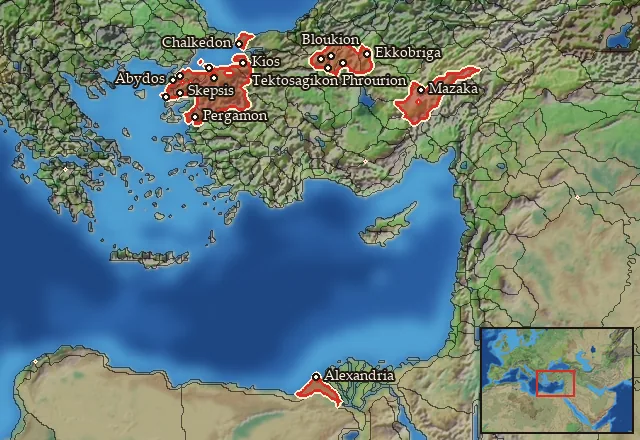 Chalkedon
Bloukion
Ekkobriga
Kios
Abydos
Tektosagikon Phrourion
Skepsis
Mazaka
Pergamon
Alexandria